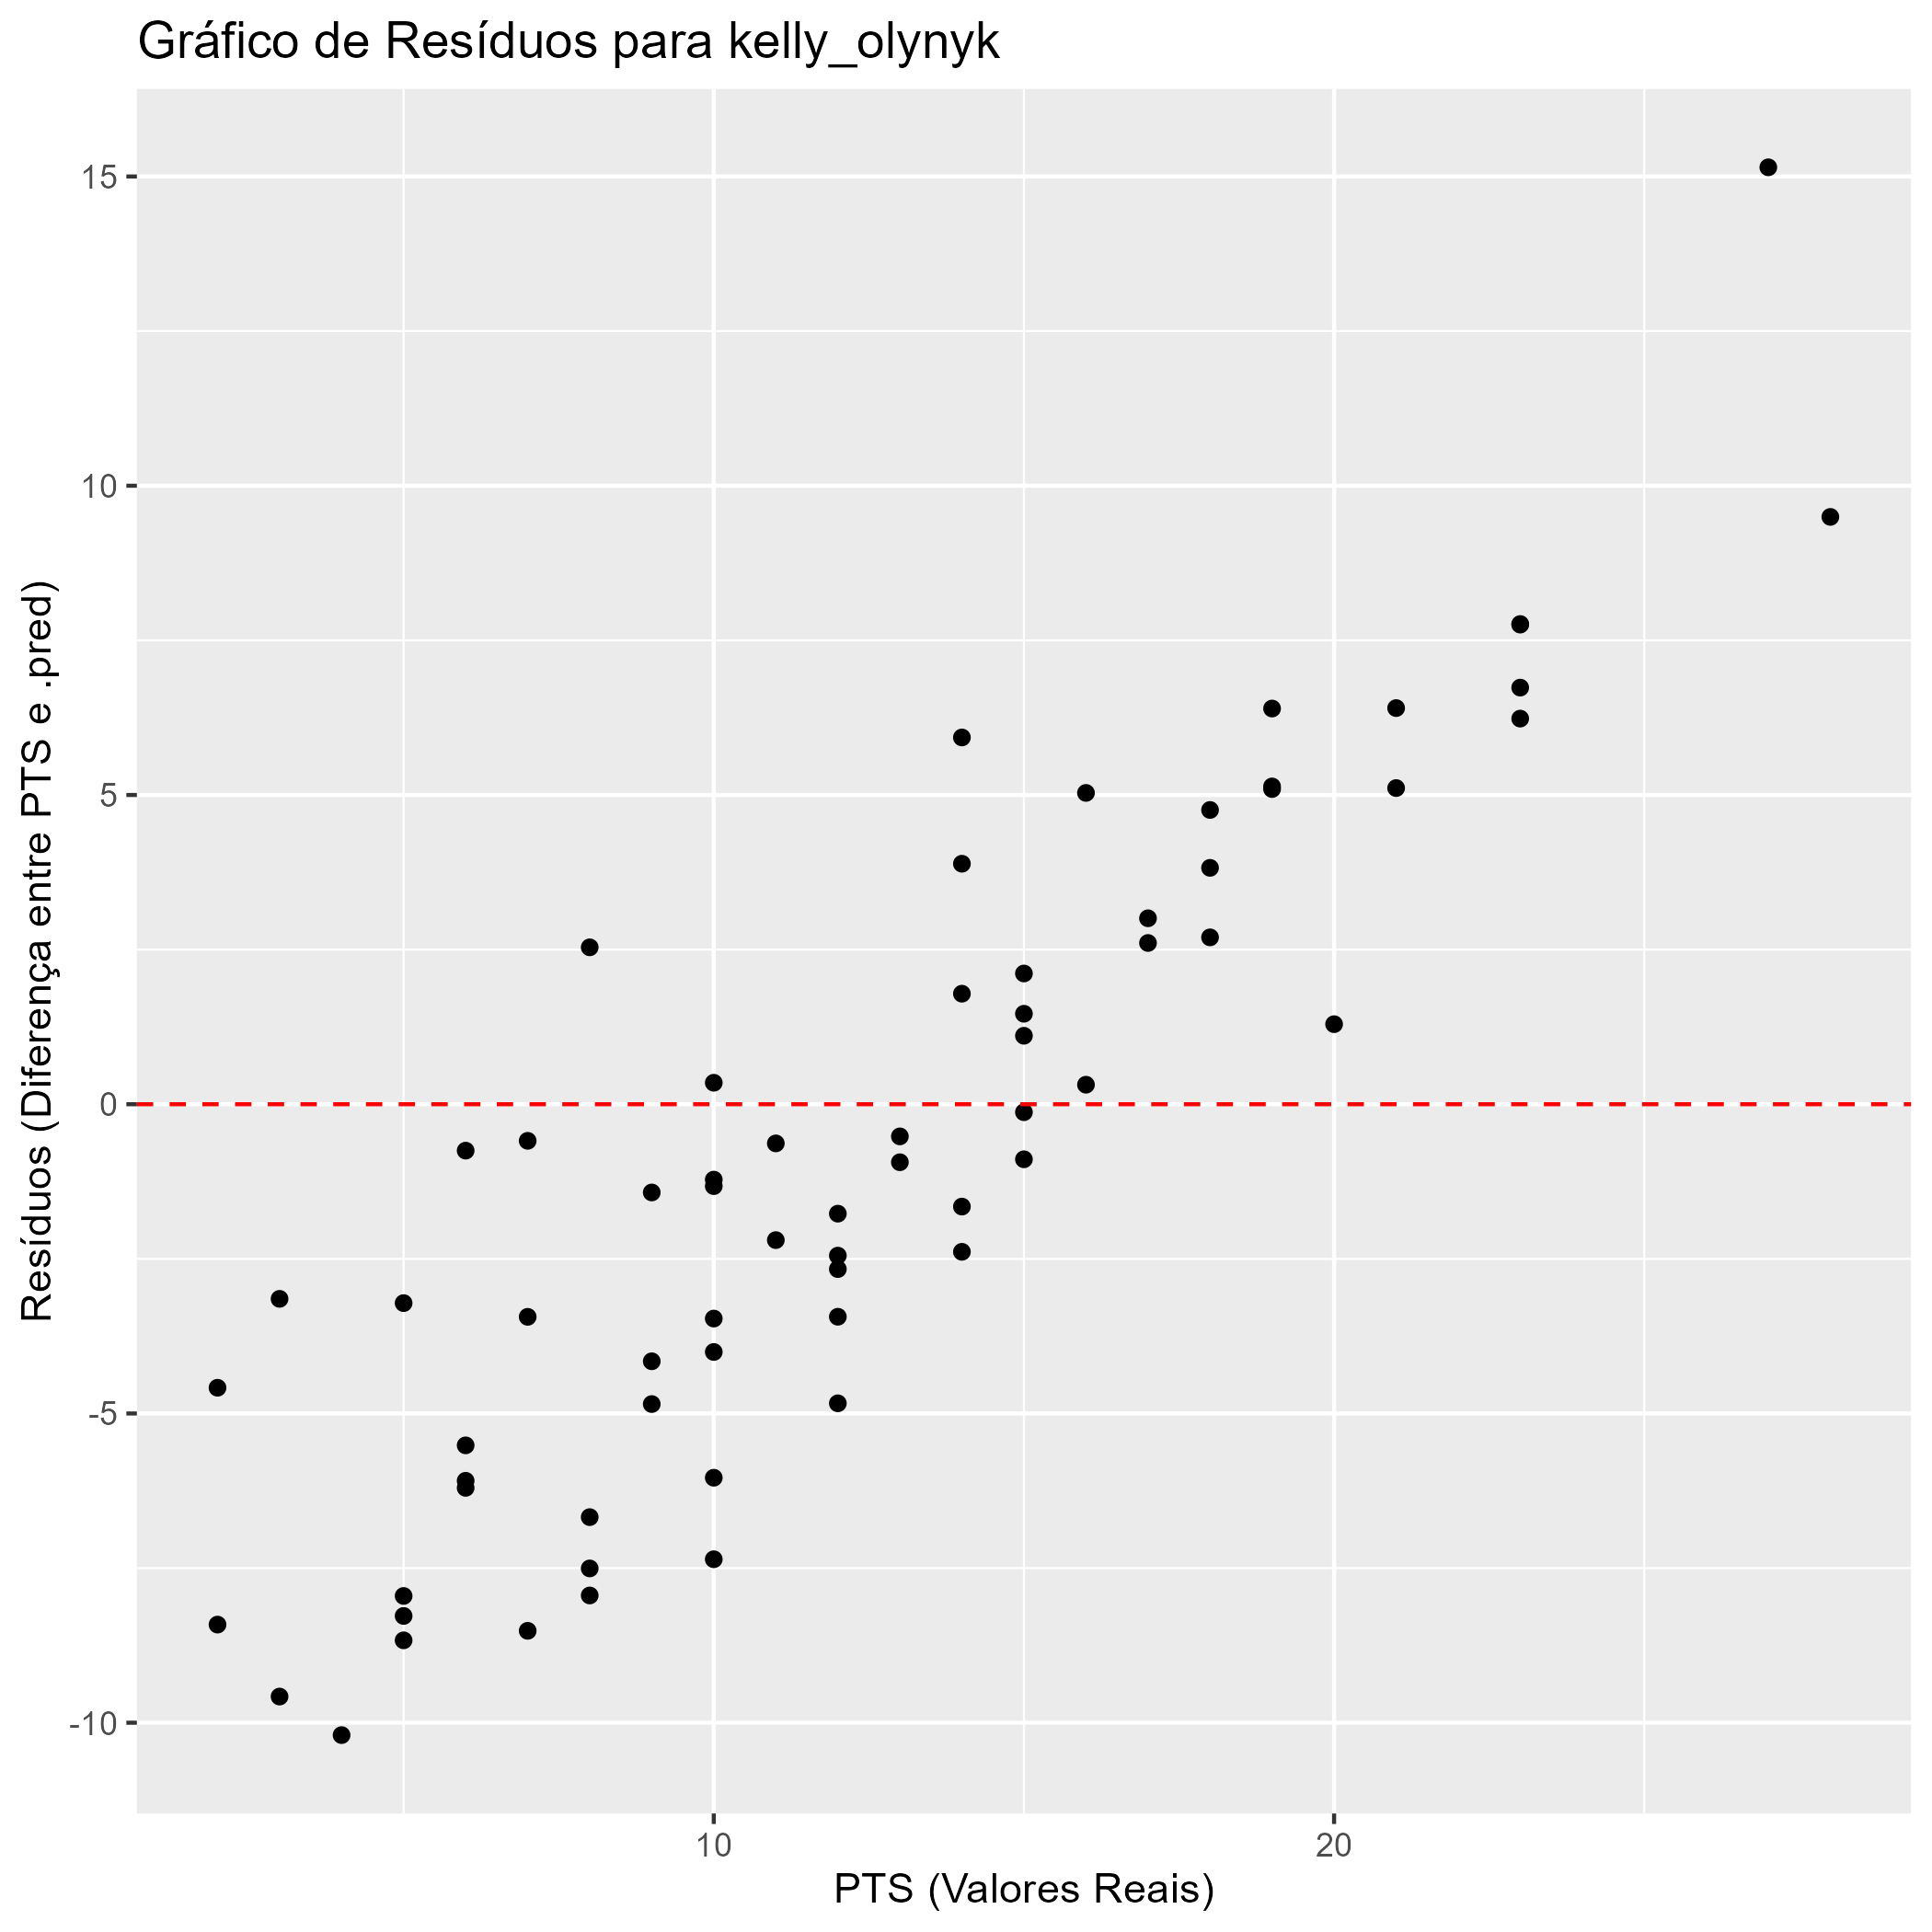 Gráfico de Resíduos para kelly_olynyk
Resíduos (Diferença entre PTS e .pred)
15
10
5
0
-5
-10
10
20
PTS (Valores Reais)